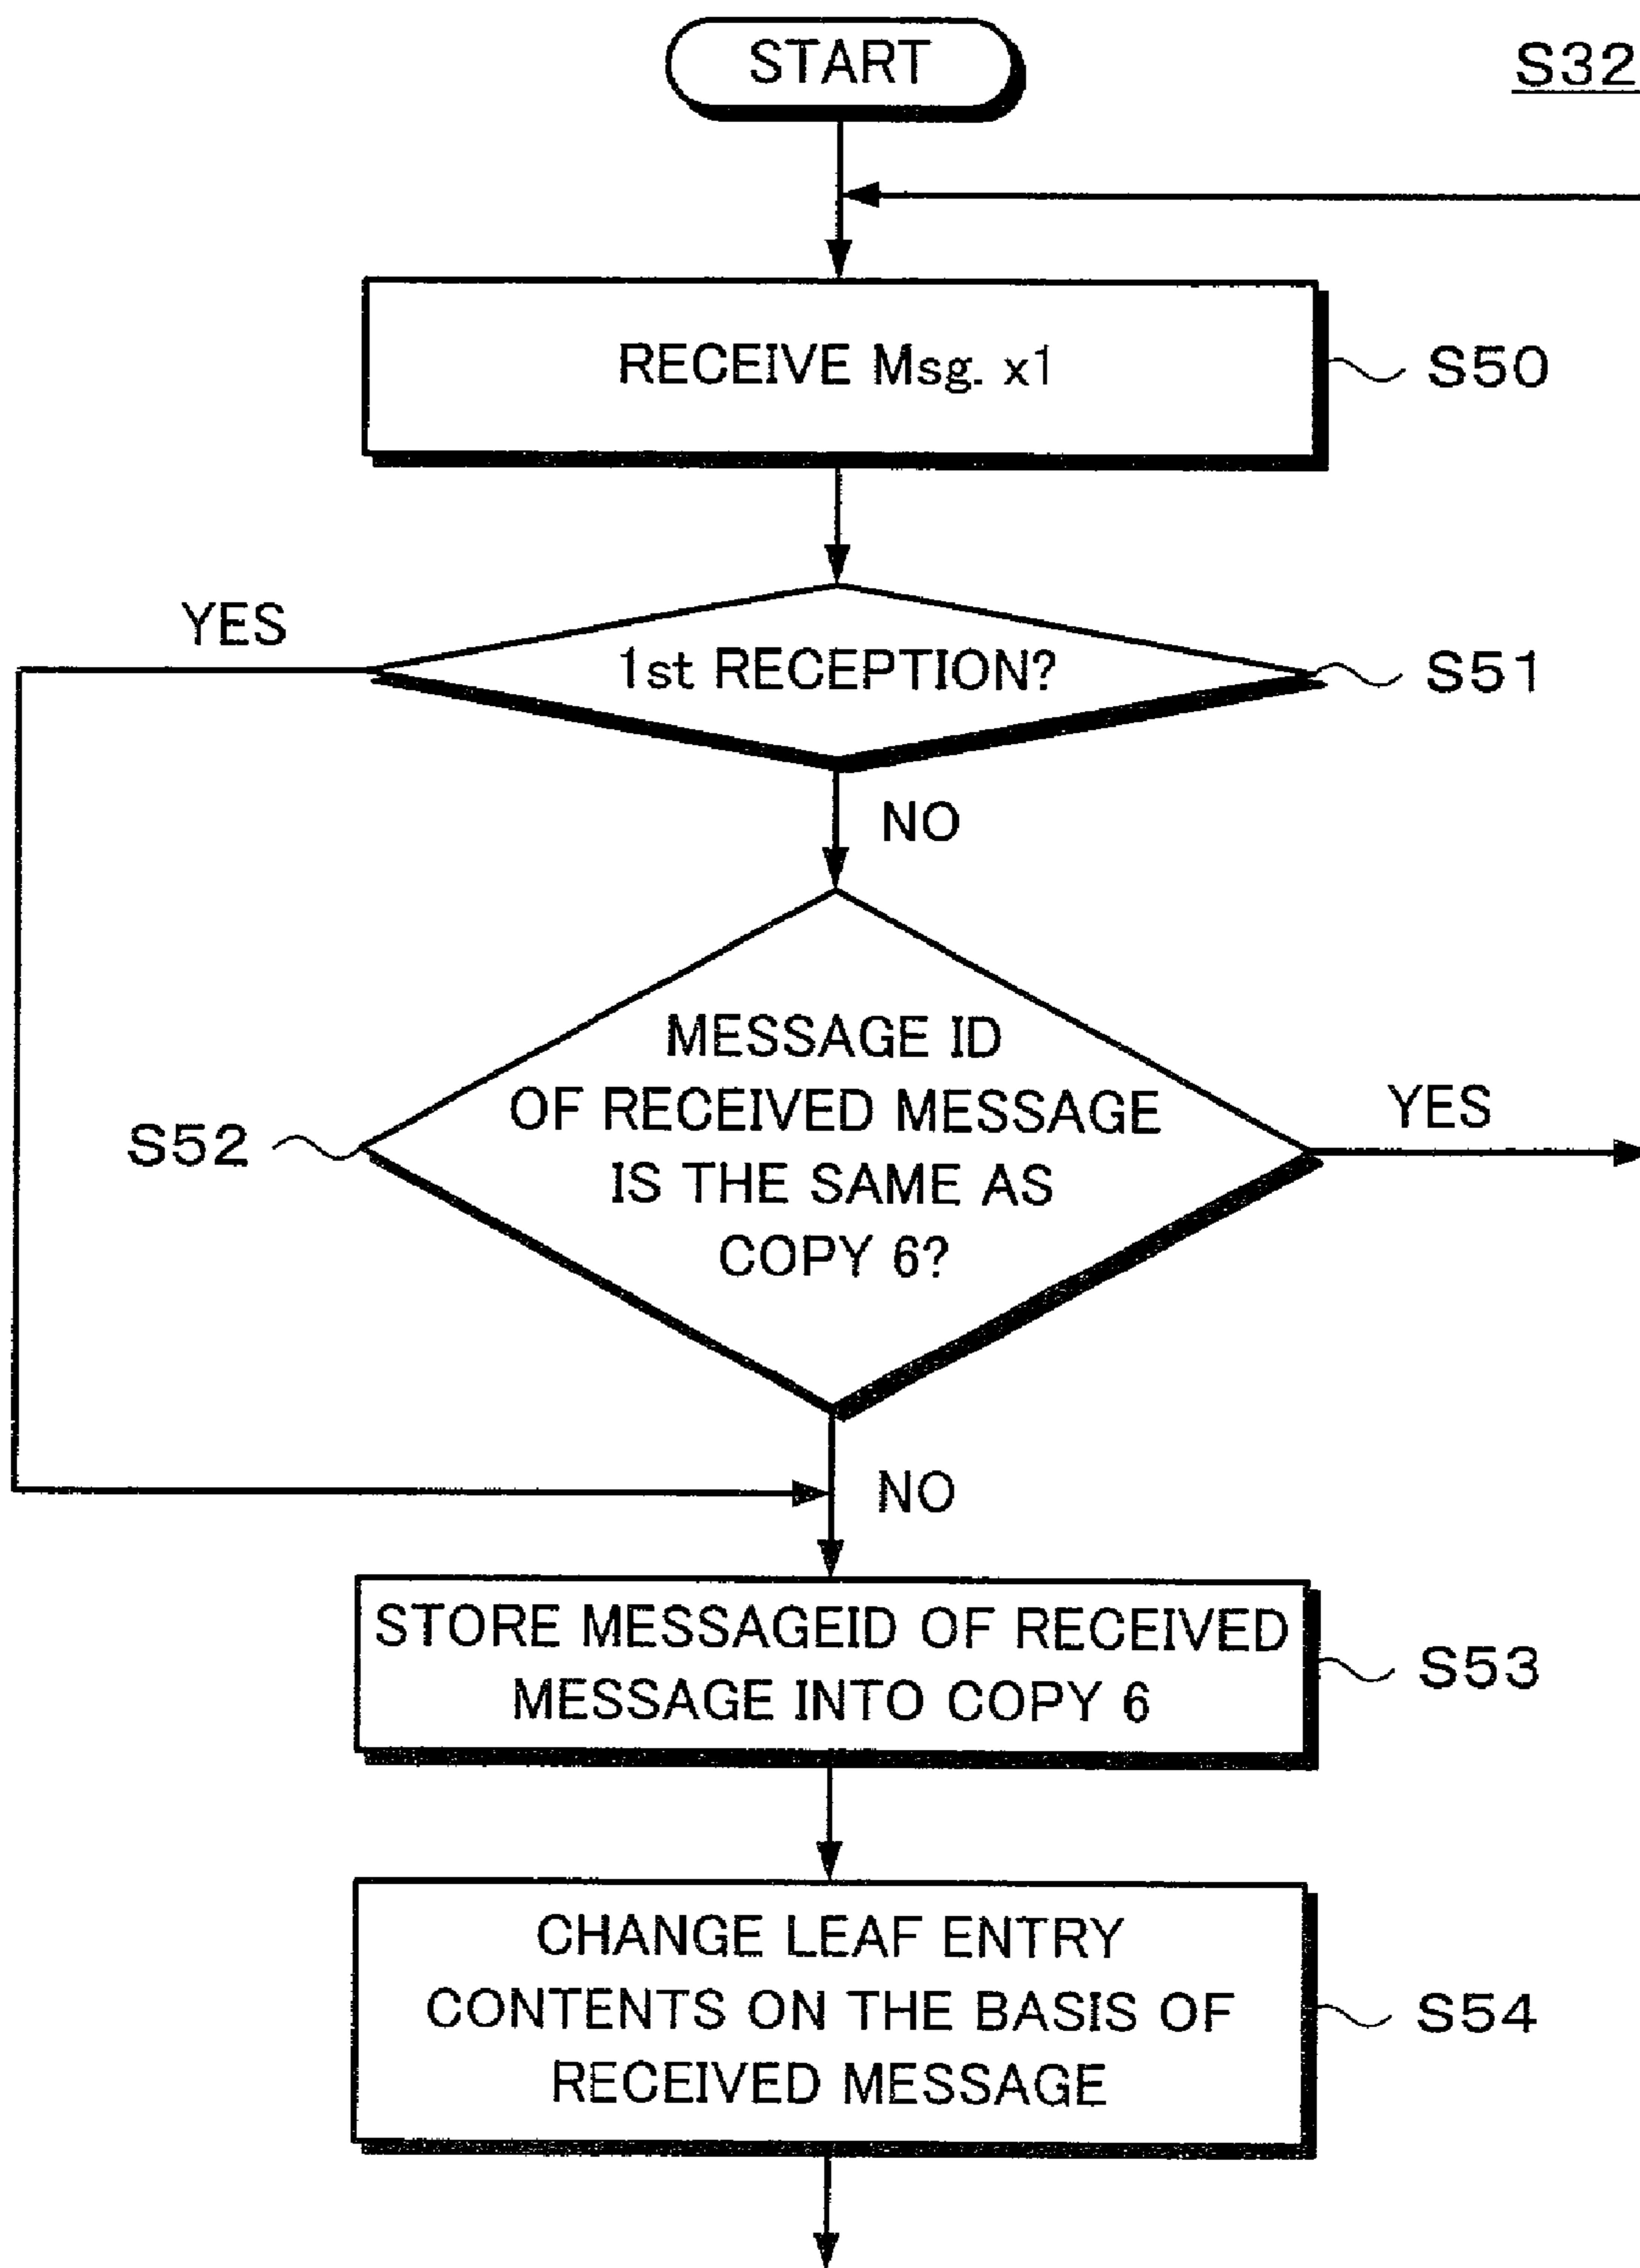 START
S32
RECEIVE Msg. x1
S50
YES
1st RECEPTION?
S51
NO
MESSAGE ID
OF RECEIVED MESSAGE
IS THE SAME AS
COPY 6?
S52
YES
NO
STORE MESSAGEID OF RECEIVED
MESSAGE INTO COPY 6
S53
CHANGE LEAF ENTRY
CONTENTS ON THE BASIS OF
RECEIVED MESSAGE
S54